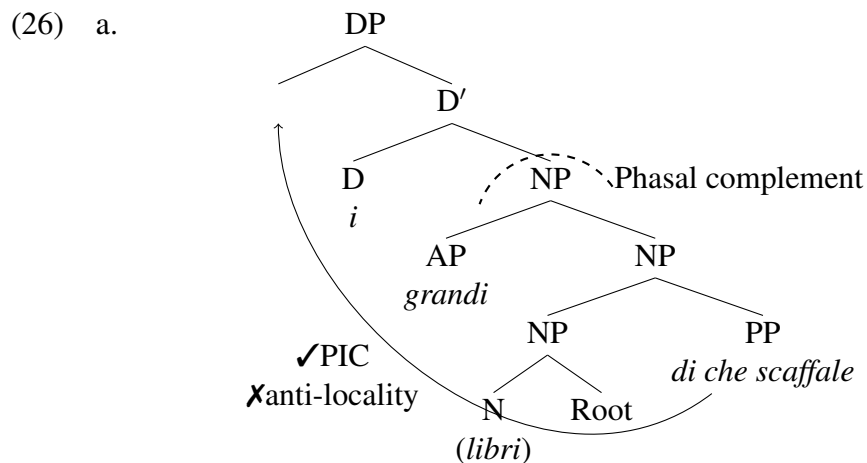 (26) a. DP
D′
D NP Phasal complement
i
AP NP
grandi
NP PP
✓PIC di che scaffale
✗anti-locality N Root
(libri)